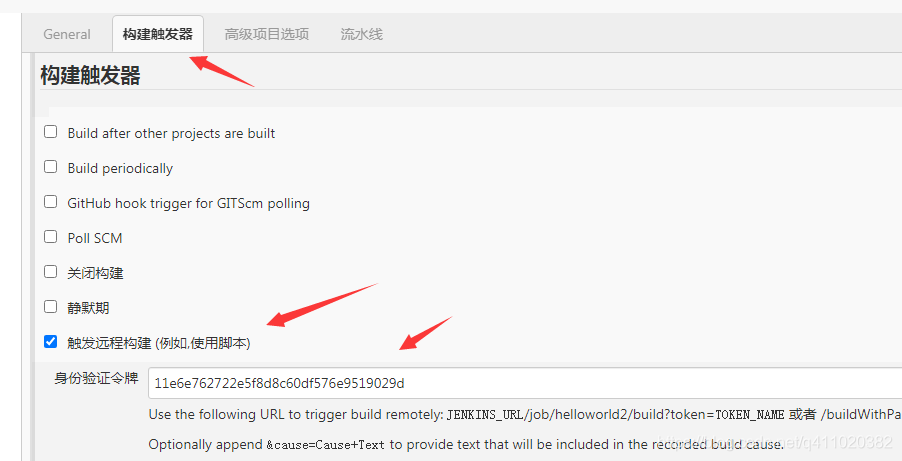 General 构建触发器 高级项目选项 流水线
构建触发器
Build after other projects are built
Build periodically
GitHub hook trigger for GITScm polling
Poll SCM
关闭构建
静默期
触发远程构建 (例如,使用脚本)
身份验证令牌 11e6e762722e5f8d8c60df576e9519029d
Use the following URL to trigger build remotely: JENKINS_URL/job/helloworld2/build?token=TOKEN_NAME 或者 /buildWithPa
Optionally append &cause=Cause+Text to provide text that will be included in the recorded build cause.